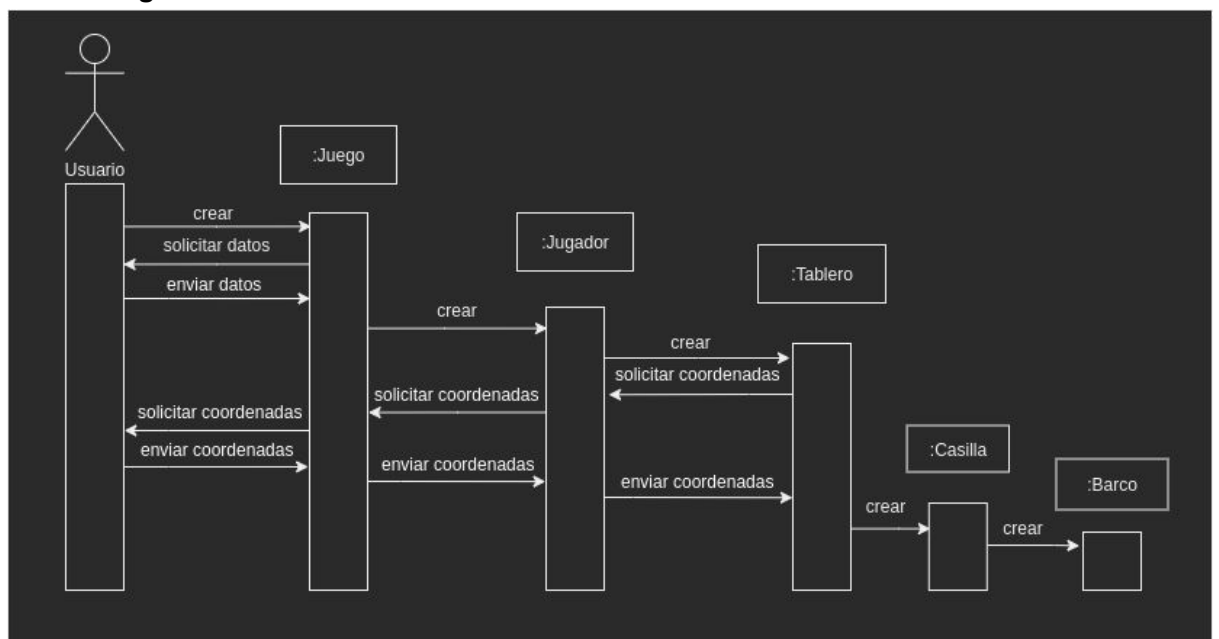 Usuario
:Juego
crear
solicitar datos
enviar datos
:Jugador
:Tablero
crear
crear
solicitar coordenadas
solicitar coordenadas
solicitar coordenadas
enviar coordenadas
enviar coordenadas
enviar coordenadas
:Casilla
:Barco
crear
crear